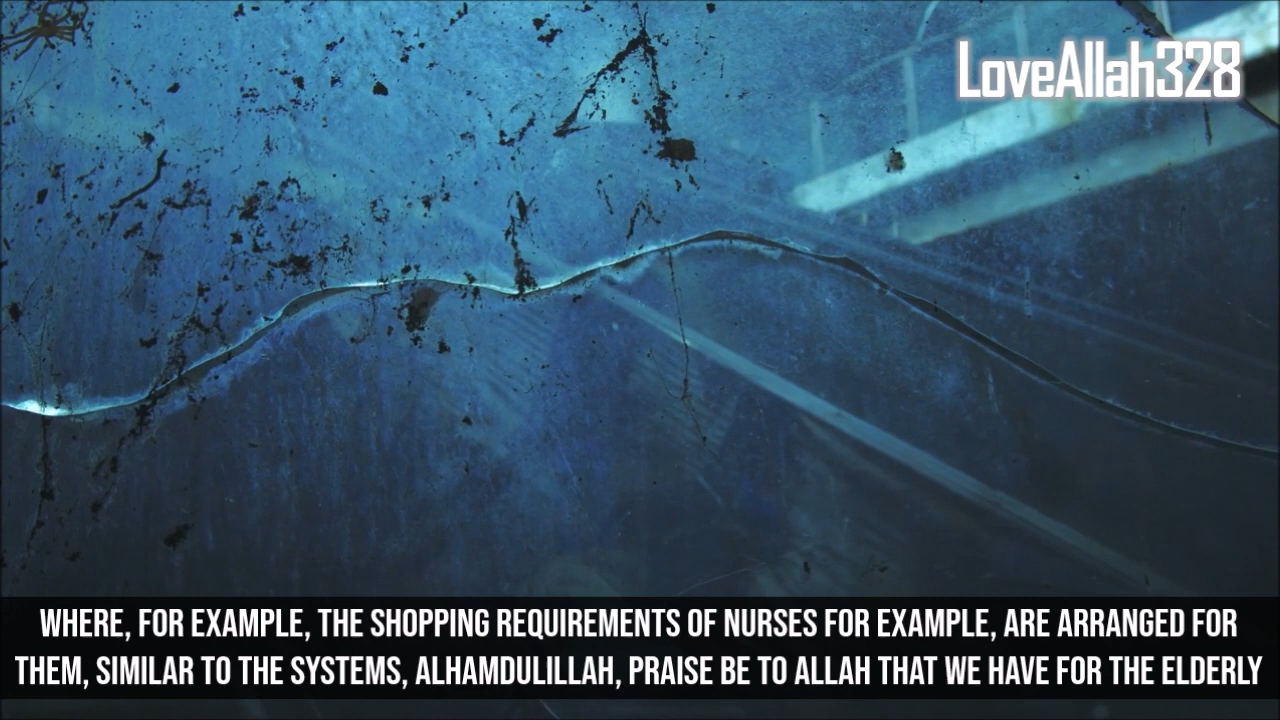 LoveAllah328
WHERE, FOR EXAMPLE, THE SHOPPING REQUIREMENTS OF NURSES FOR EXAMPLE, ARE ARRANGED FOR
THEM, SIMILAR TO THE SYSTEMS, ALHAMDULILLAH, PRAISE BE TO ALLAH THAT WE HAVE FOR THE ELDERLY